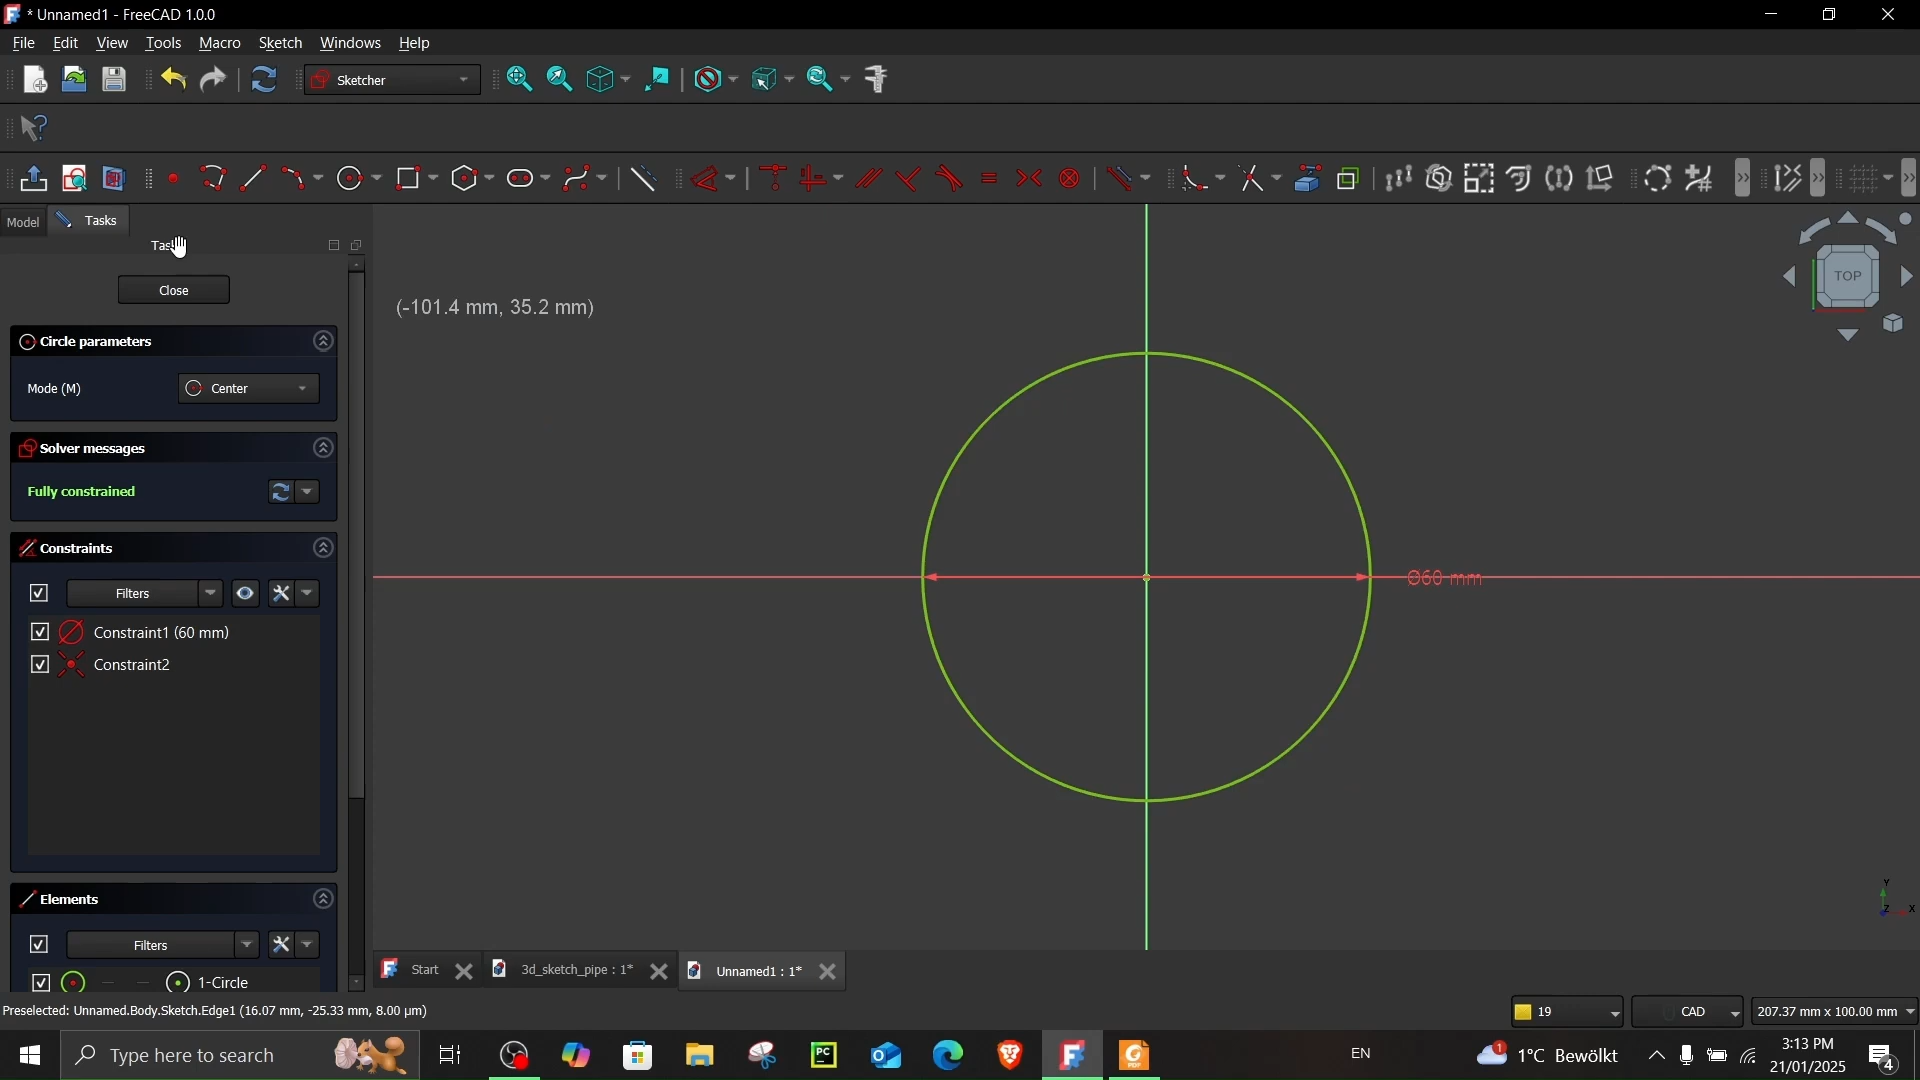 * Unnamed1 - FreeCAD 1.0.0
File Edit View Tools Macro Sketch Windows Help
Sketcher
Model Tasks
Close
Circle parameters
Mode (M) Center
Solver messages
Fully constrained
Constraints
Filters
Constraint1 (60 mm)
Constraint2
Elements
Filters
1-Circle
(-101.4 mm, 35.2 mm)
TOP
Ø60 mm
Y
Z X
Start 3d_sketch_pipe : 1* Unnamed1 : 1*
Preselected: Unnamed.Body.Sketch.Edge1 (16.07 mm, -25.33 mm, 8.00 µm)
19 CAD 207.37 mm x 100.00 mm
Type here to search
PC
EN
1
1°C Bewölkt
3:13 PM
21/01/2025
4